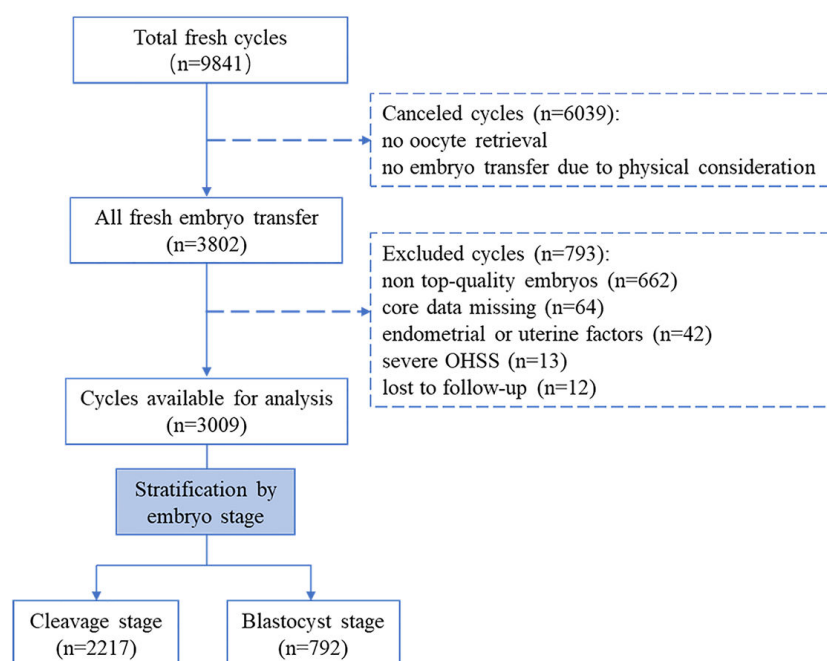 Total fresh cycles
(n=9841)
Canceled cycles (n=6039):
no oocyte retrieval
no embryo transfer due to physical consideration
All fresh embryo transfer
(n=3802)
Excluded cycles (n=793):
non top-quality embryos (n=662)
core data missing (n=64)
endometrial or uterine factors (n=42)
severe OHSS (n=13)
lost to follow-up (n=12)
Cycles available for analysis
(n=3009)
Stratification by
embryo stage
Cleavage stage
(n=2217)
Blastocyst stage
(n=792)